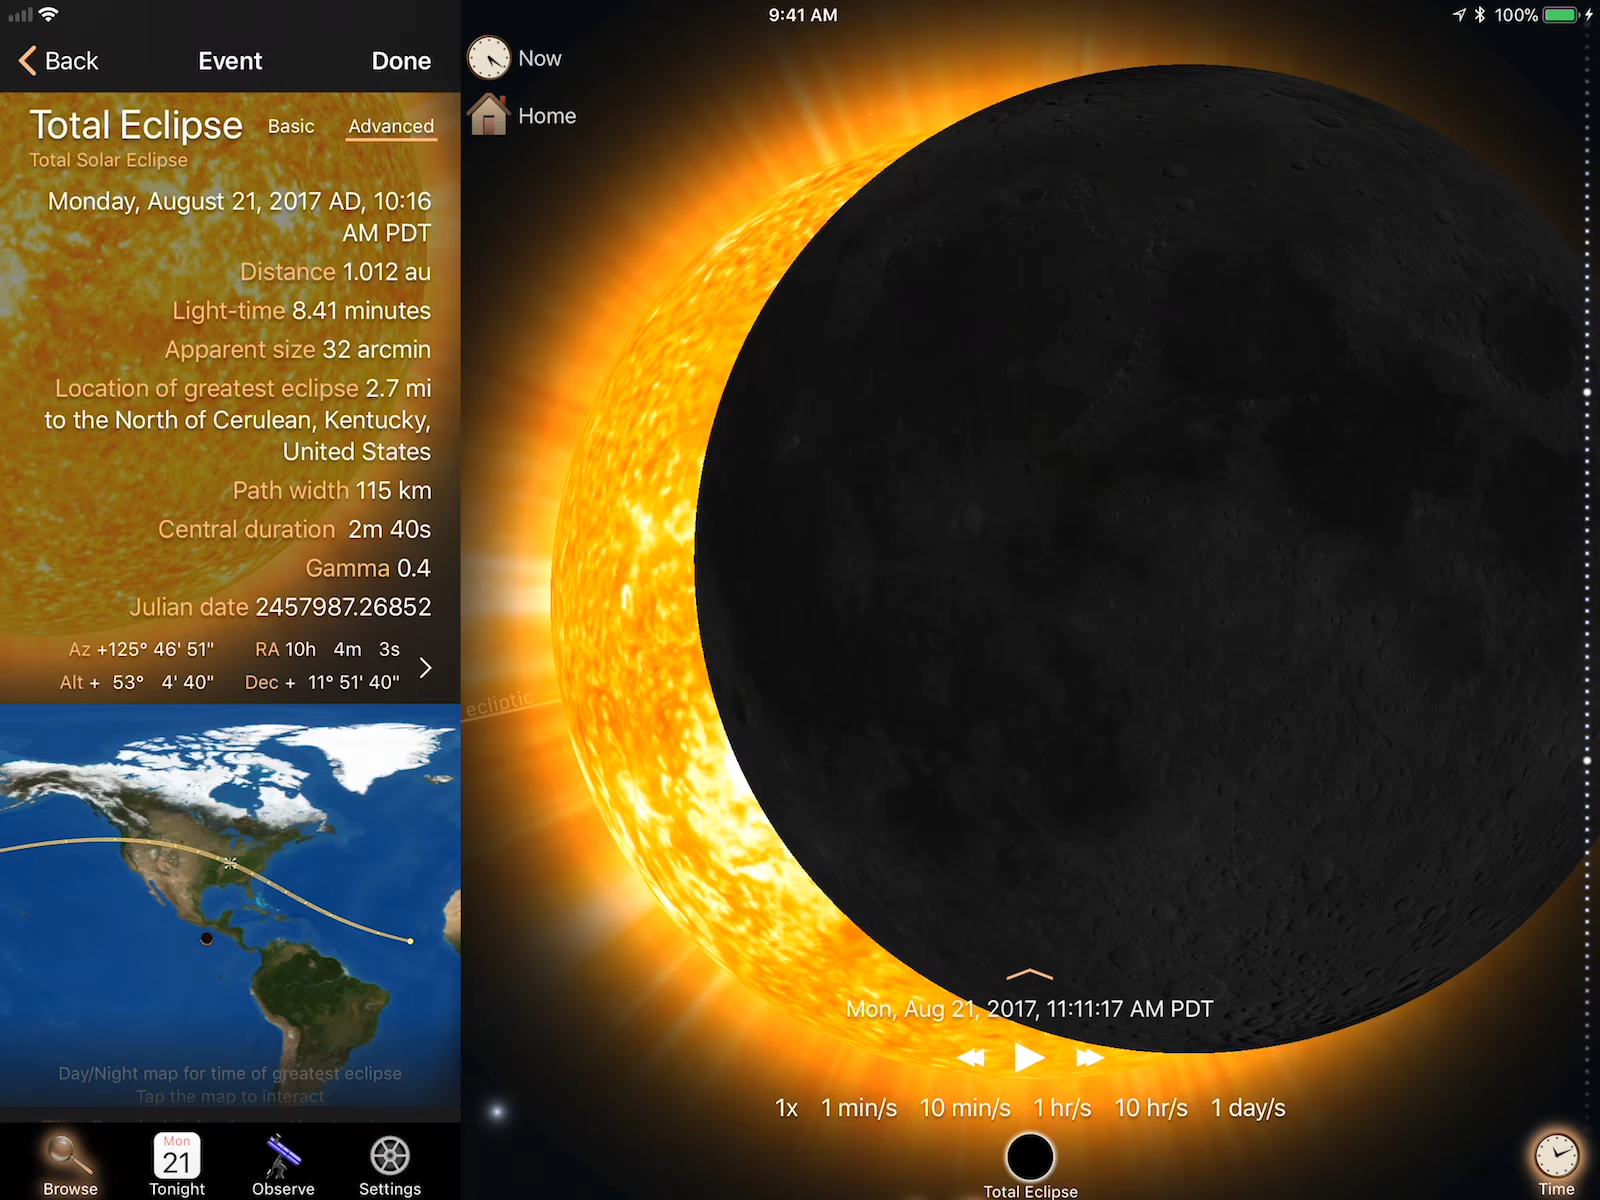 9:41 AM
100%
Back
Event
Done
Now
Home
Total Eclipse
Basic
Advanced
Total Solar Eclipse
Monday, August 21, 2017 AD, 10:16
AM PDT
Distance 1.012 au
Light-time 8.41 minutes
Apparent size 32 arcmin
Location of greatest eclipse 2.7 mi
to the North of Cerulean, Kentucky,
United States
Path width 115 km
Central duration 2m 40s
Gamma 0.4
Julian date 2457987.26852
Az +125° 46' 51" RA 10h 4m 3s
Alt + 53° 4' 40" Dec + 11° 51' 40"
ecliptic
Day/Night map for time of greatest eclipse
Tap the map to interact
Mon, Aug 21, 2017, 11:11:17 AM PDT
1x 1 min/s 10 min/s 1 hr/s 10 hr/s 1 day/s
Mon
21
Browse
Tonight
Observe
Settings
Total Eclipse
Time